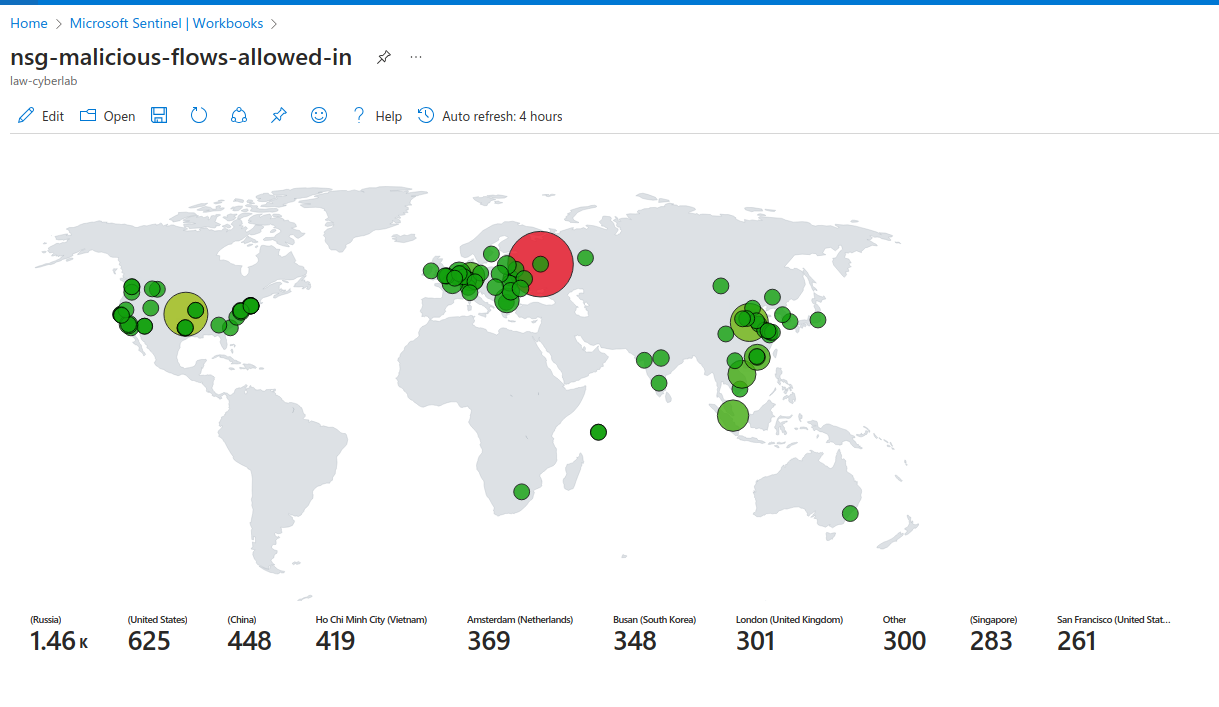 Home > Microsoft Sentinel | Workbooks >
nsg-malicious-flows-allowed-in ...
law-cyberlab
Edit Open ? Help Auto refresh: 4 hours
(Russia) (United States) (China) Ho Chi Minh City (Vietnam) Amsterdam (Netherlands) Busan (South Korea) London (United Kingdom) Other (Singapore) San Francisco (United Stat...
1.46 K 625 448 419 369 348 301 300 283 261